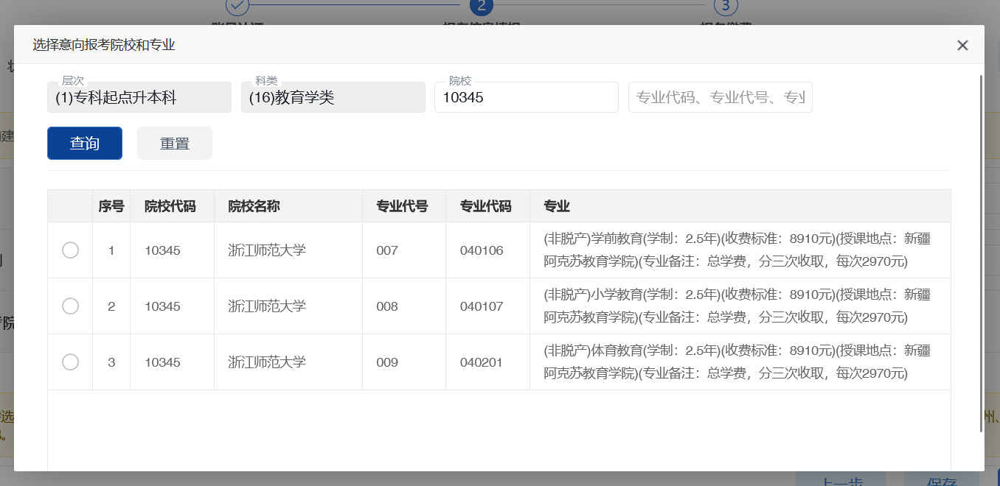 2
3
选择意向报考院校和专业
层次
(1)专科起点升本科
科类
(16)教育学类
院校
10345
专业代码、专业代号、专业
查询
重置
序号 院校代码 院校名称 专业代号 专业代码 专业
1 10345 浙江师范大学 007 040106 (非脱产)学前教育(学制：2.5年)(收费标准：8910元)(授课地点：新疆
阿克苏教育学院)(专业备注：总学费，分三次收取，每次2970元)
2 10345 浙江师范大学 008 040107 (非脱产)小学教育(学制：2.5年)(收费标准：8910元)(授课地点：新疆
阿克苏教育学院)(专业备注：总学费，分三次收取，每次2970元)
3 10345 浙江师范大学 009 040201 (非脱产)体育教育(学制：2.5年)(收费标准：8910元)(授课地点：新疆
阿克苏教育学院)(专业备注：总学费，分三次收取，每次2970元)
上一步
保存